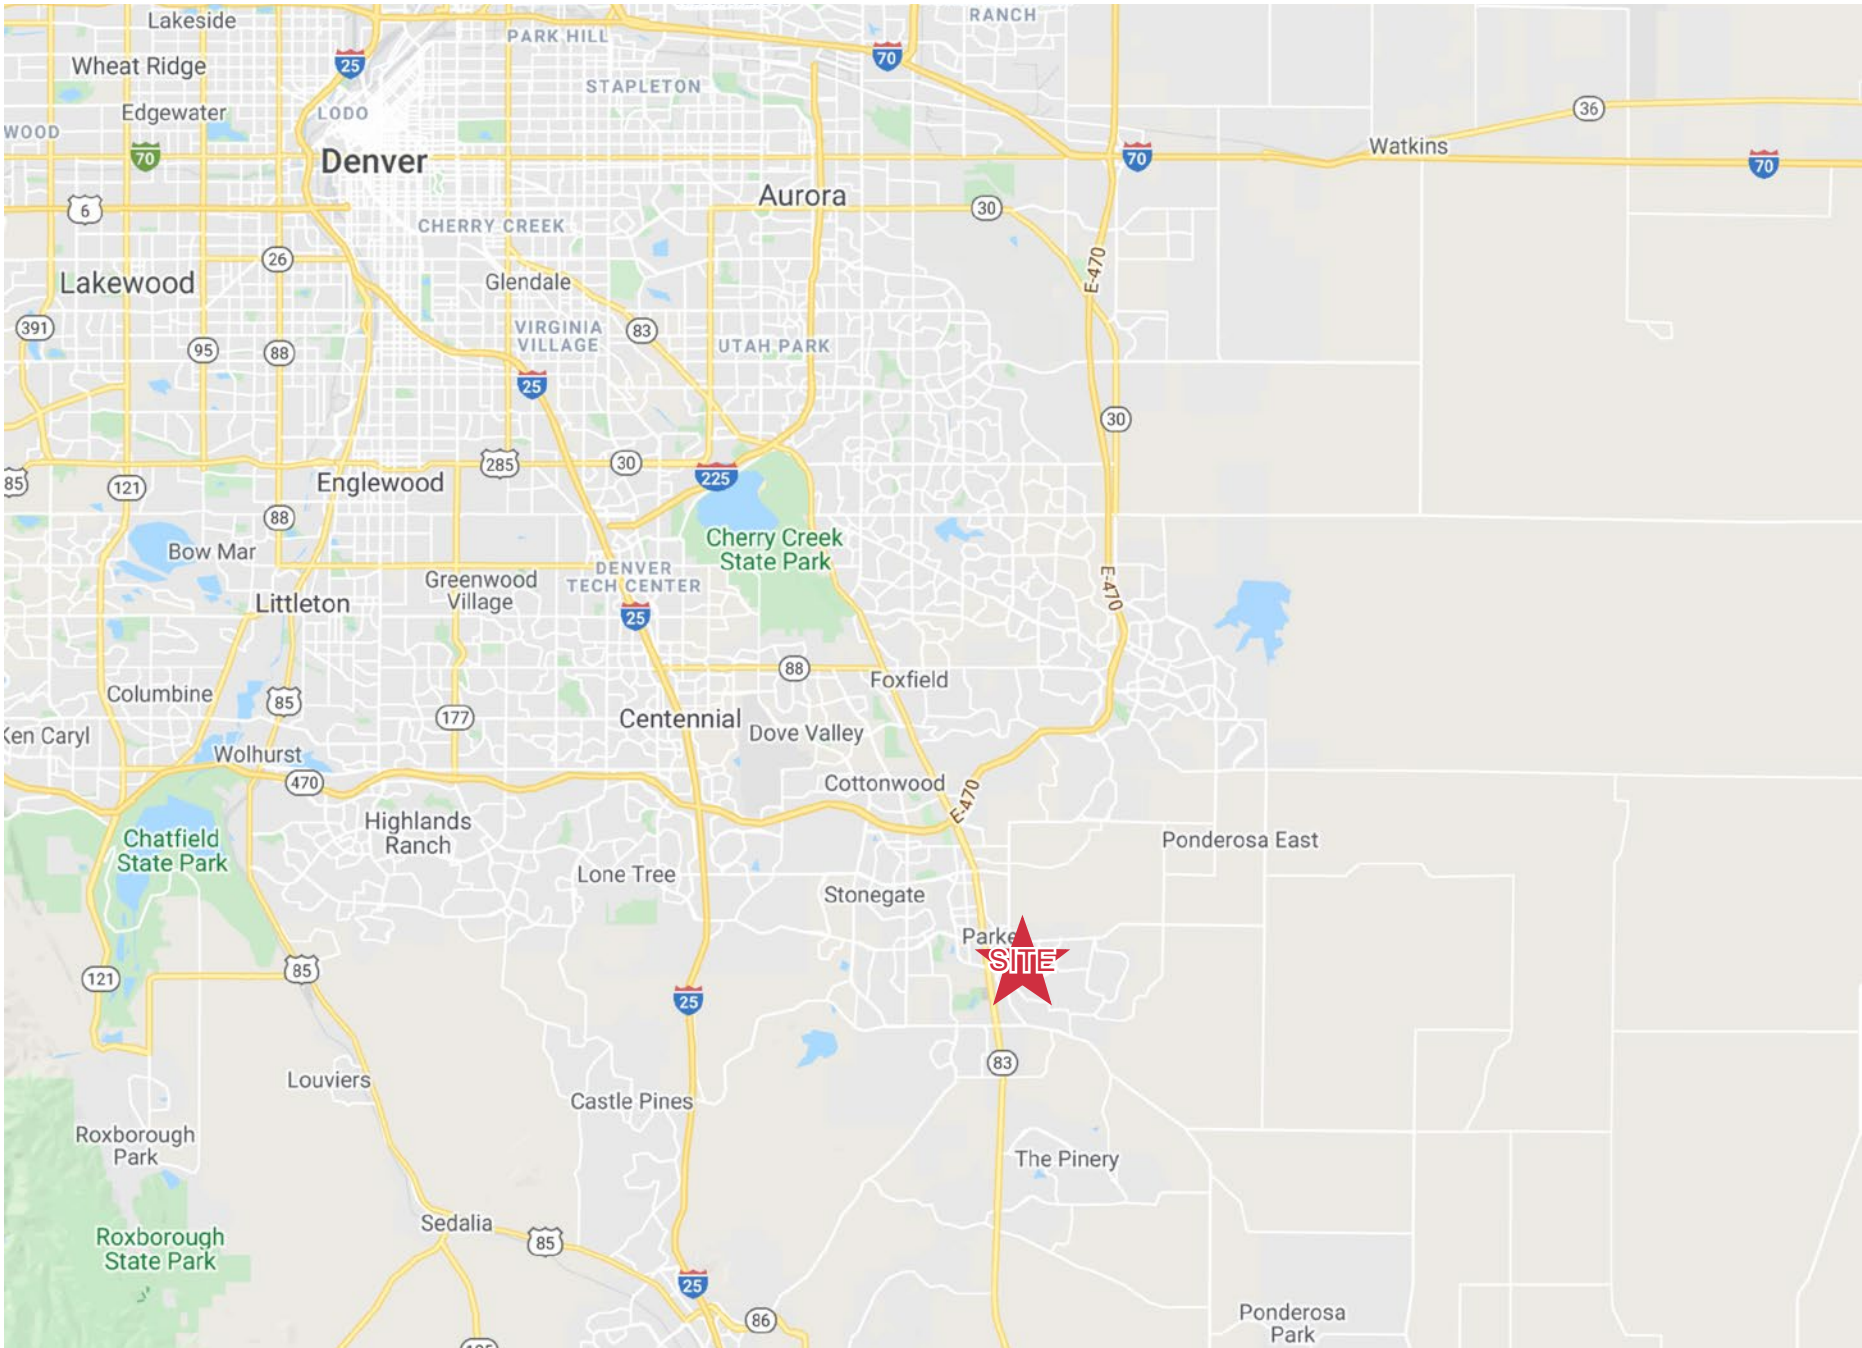 Lakeside
RANCH
PARK HILL
25
70
Wheat Ridge
STAPLETON
Edgewater
LODO
36
WOOD
Watkins
70
Denver
70
70
Aurora
6
30
CHERRY CREEK
26
E-470
Lakewood
Glendale
391
VIRGINIA
VILLAGE
83
UTAH PARK
95
88
25
30
285
30
225
85
121
Englewood
88
Cherry Creek
State Park
Bow Mar
DENVER
TECH CENTER
Greenwood
Village
E-470
Littleton
25
88
Foxfield
Columbine
85
177
Centennial
Dove Valley
Ken Caryl
Wolhurst
470
Cottonwood
E-470
Highlands
Ranch
Chatfield
State Park
Ponderosa East
Lone Tree
Stonegate
Parke
SITE
121
85
25
83
Louviers
Castle Pines
Roxborough
Park
The Pinery
Sedalia
85
Roxborough
State Park
25
86
Ponderosa
Park